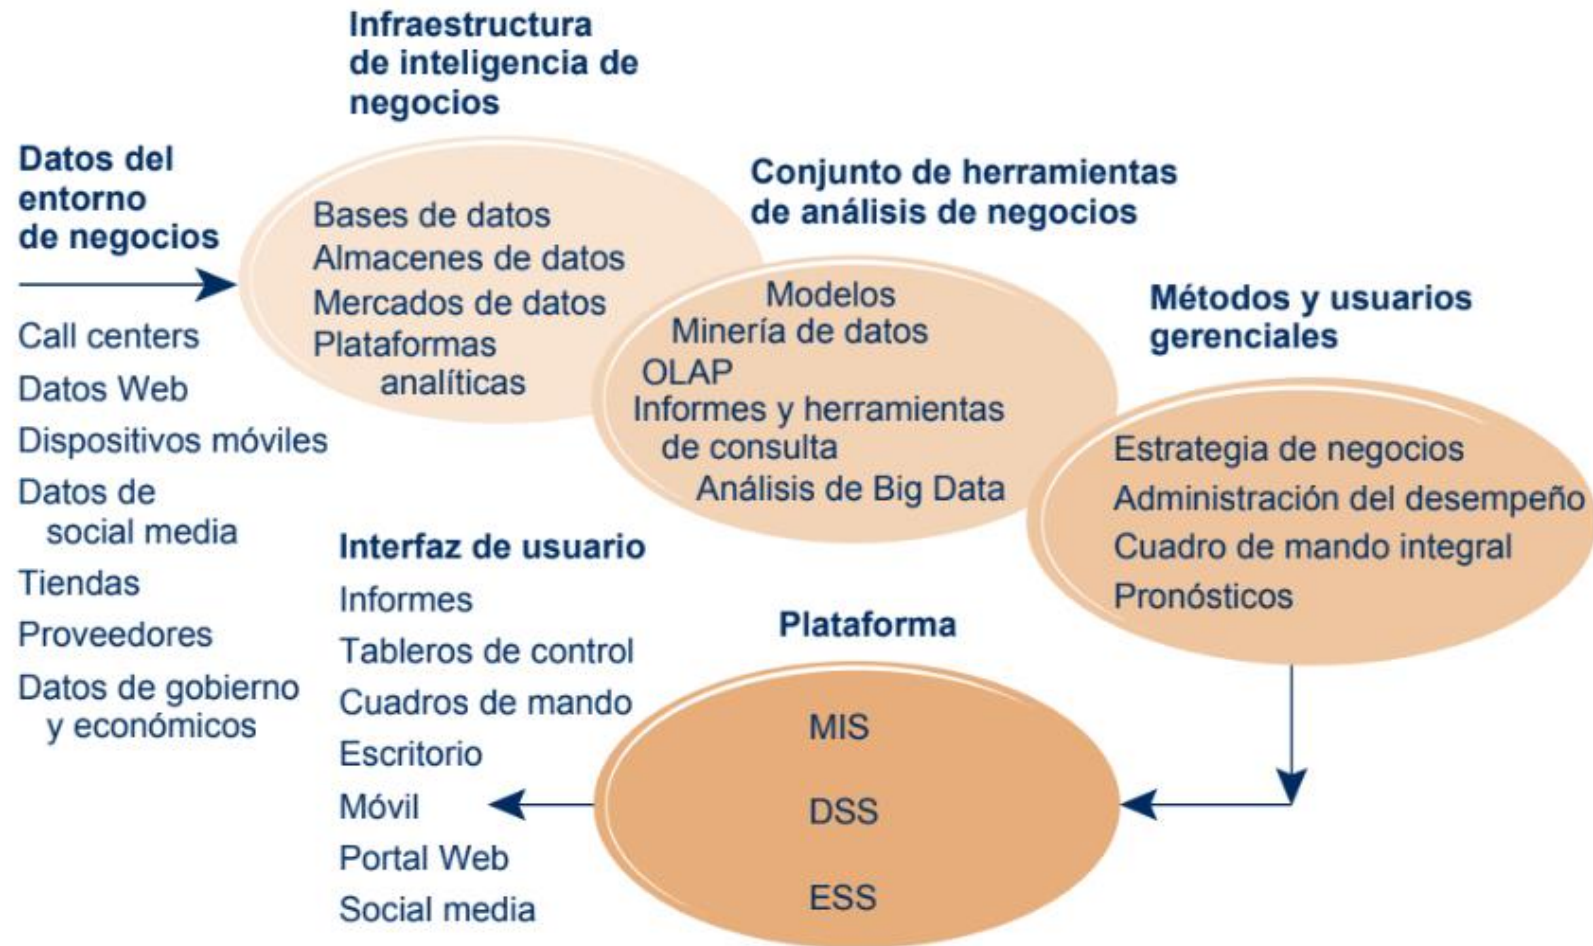 Infraestructura
de inteligencia de
negocios
Datos del
entorno
de negocios
Call centers
Datos Web
Dispositivos móviles
Datos de
social media
Tiendas
Proveedores
Datos de gobierno
y económicos
Bases de datos
Almacenes de datos
Mercados de datos
Plataformas
analíticas
Conjunto de herramientas
de análisis de negocios
Modelos
Minería de datos
OLAP
Informes y herramientas
de consulta
Análisis de Big Data
Métodos y usuarios
gerenciales
Estrategia de negocios
Administración del desempeño
Cuadro de mando integral
Pronósticos
Plataforma
MIS
DSS
ESS
Interfaz de usuario
Informes
Tableros de control
Cuadros de mando
Escritorio
Móvil
Portal Web
Social media